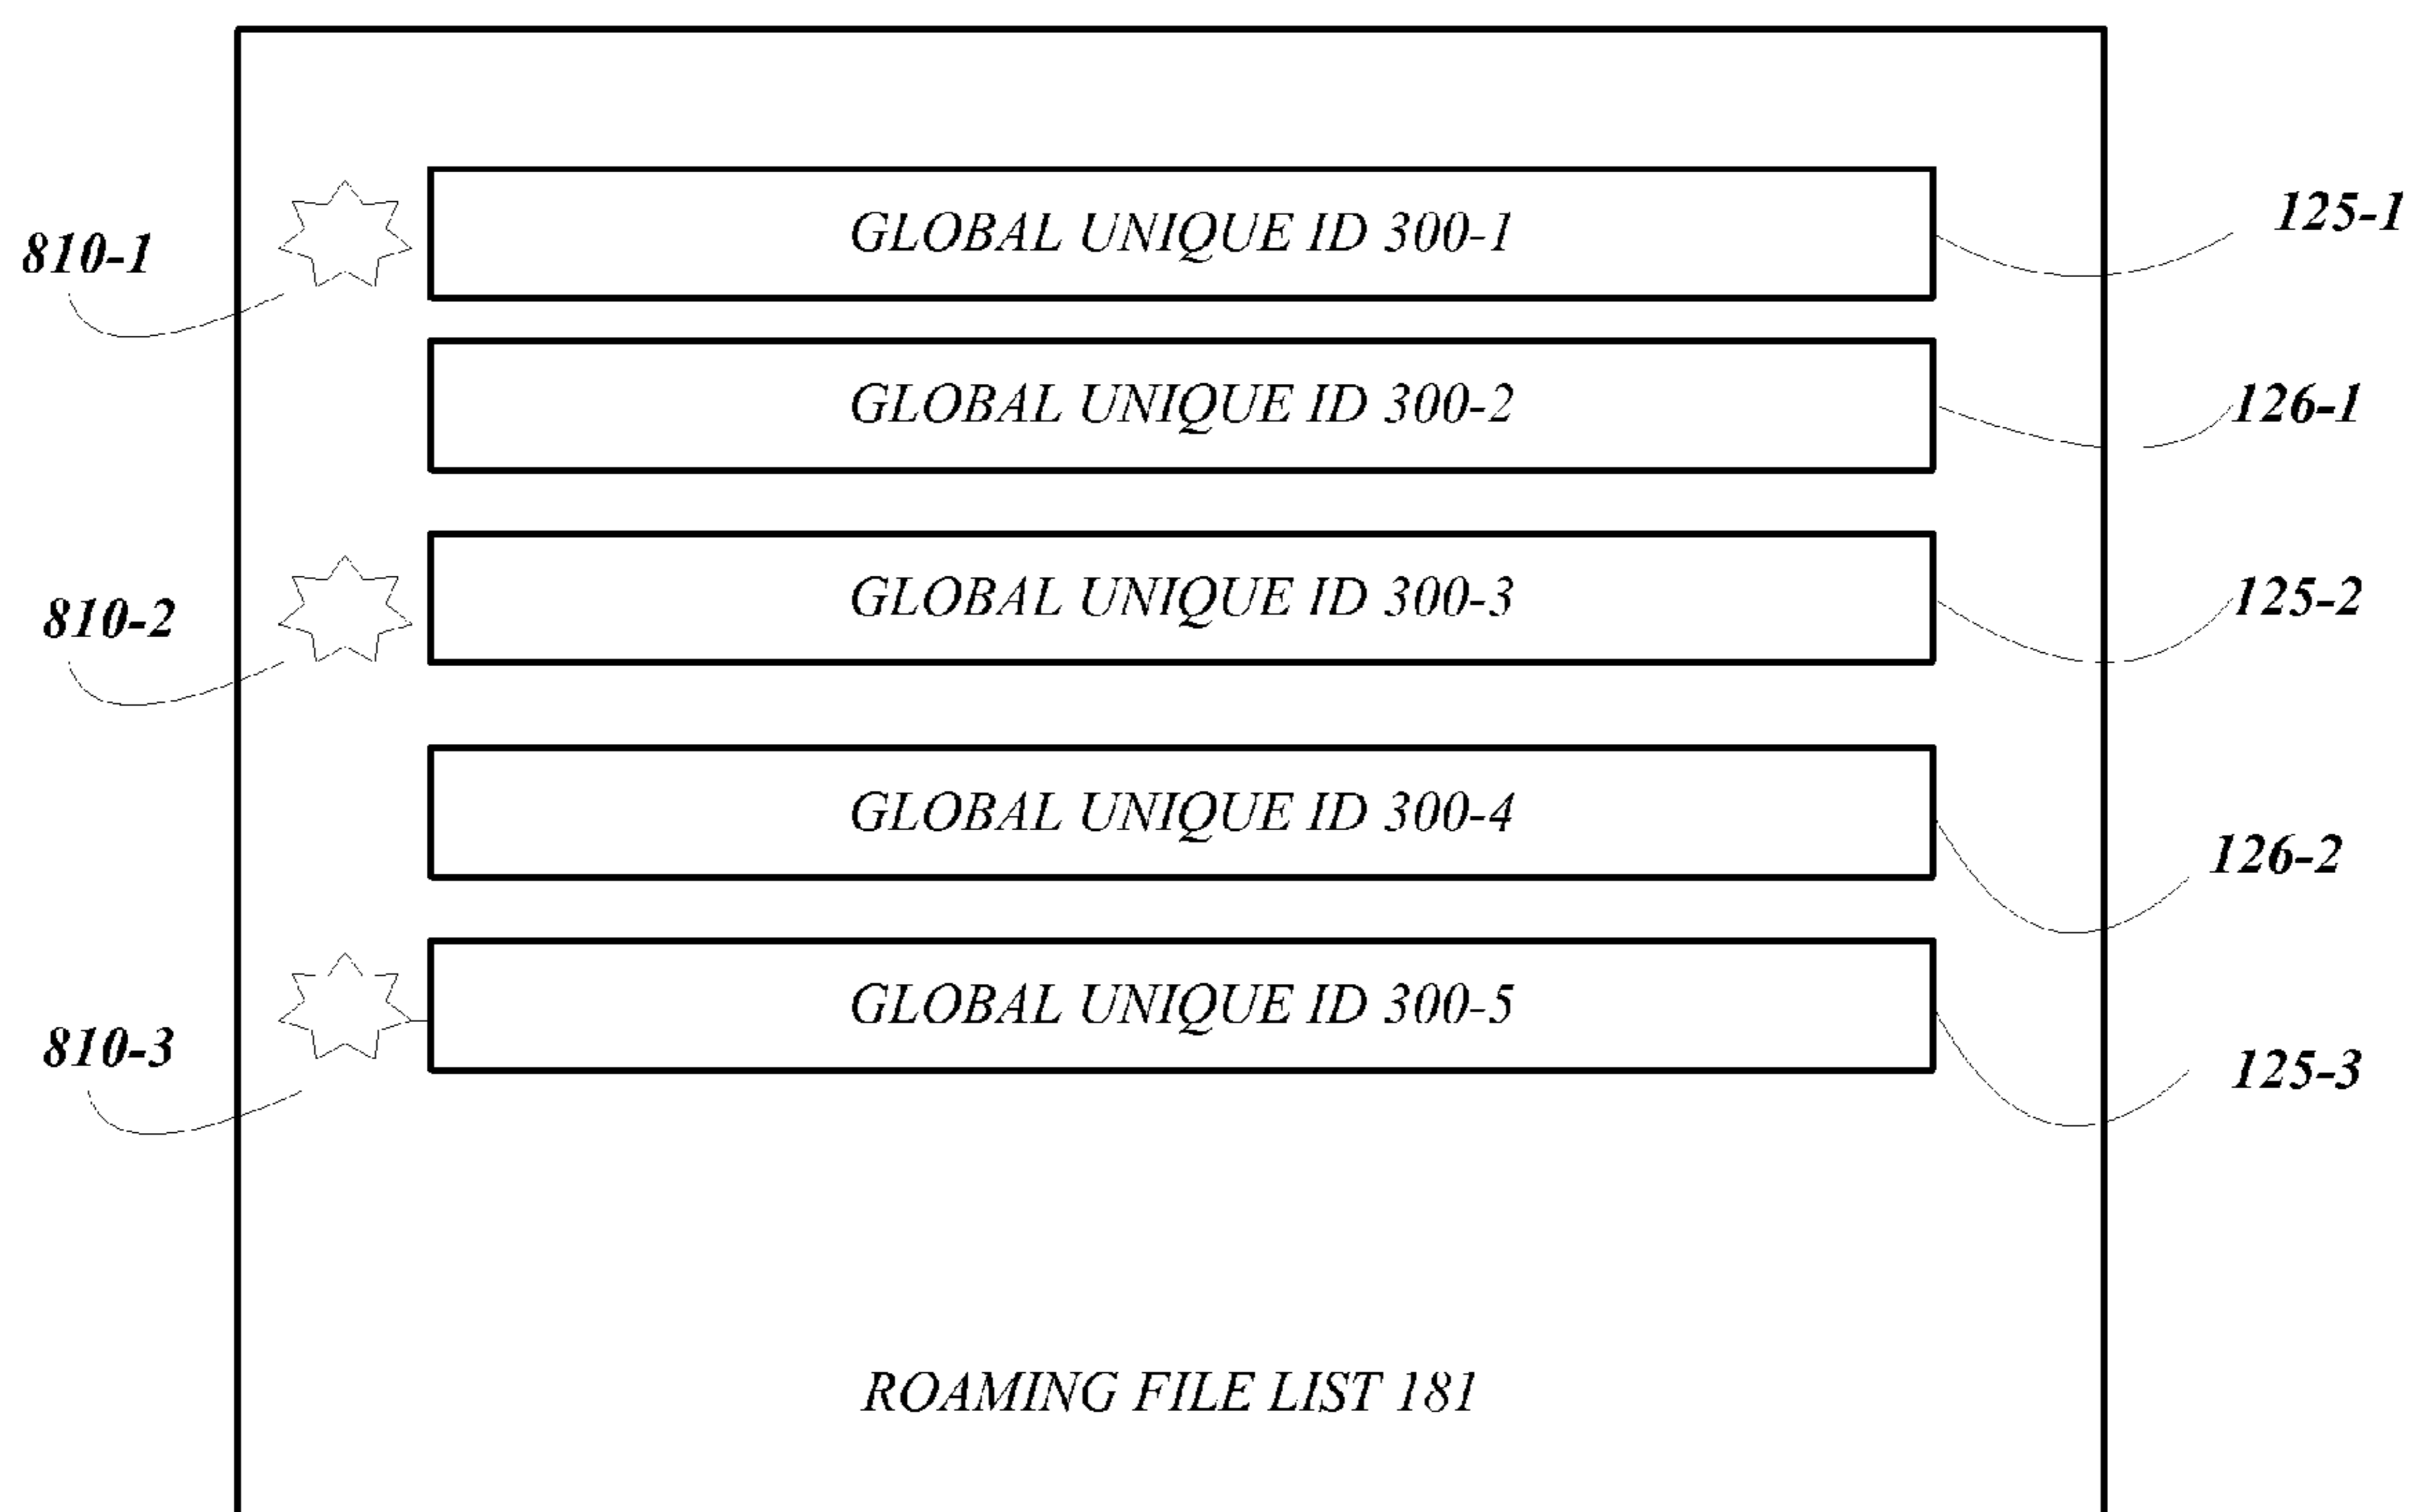 GLOBAL UNIQUE ID 300-1
125-1
810-1
GLOBAL UNIQUE ID 300-2
126-1
GLOBAL UNIQUE ID 300-3
125-2
810-2
GLOBAL UNIQUE ID 300-4
126-2
GLOBAL UNIQUE ID 300-5
810-3
125-3
ROAMING FILE LIST 181